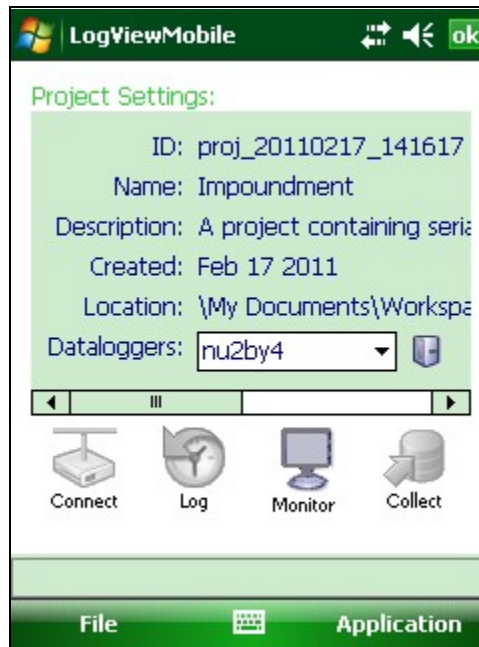 LogViewMobile ok
Project Settings:
ID: proj_20110217_141617
Name: Impoundment
Description: A project containing seria
Created: Feb 17 2011
Location: \My Documents\Workspa
Dataloggers: nu2by4
Connect Log Monitor Collect
File Application